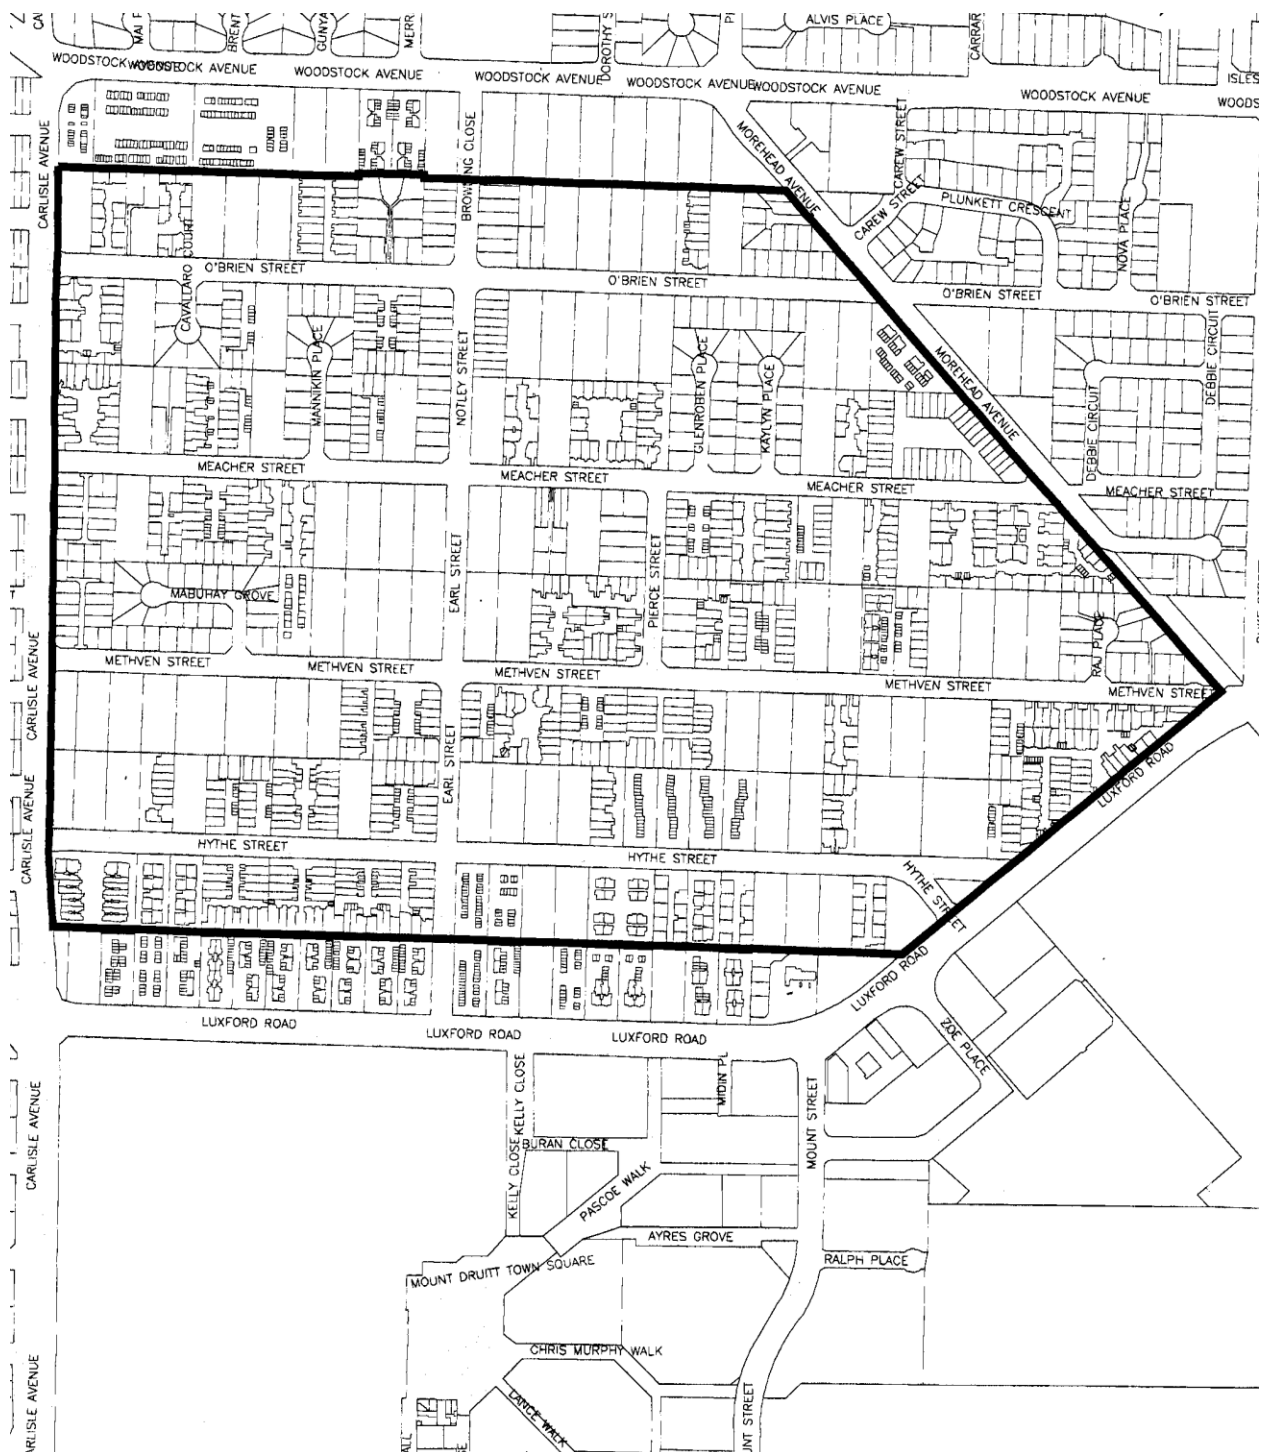 ALVIS PLACE
WOODSTOCK AVENUE
WOODSTOCK AVENUE
WOODSTOCK AVENUE
WOODSTOCK AVENUE
WOODSTOCK AVENUE
WOODSTOCK AVENUE
CARLISLE AVENUE
BROWNING CLOSE
MOREHEAD AVENUE
CAREW STREET
CAREW STREET
PLUNKETT CRESCENT
NOVA PLACE
CAVALLARO COURT
O'BRIEN STREET
O'BRIEN STREET
O'BRIEN STREET
O'BRIEN STREET
MANNIKIN PLACE
NOTLEY STREET
GLENROBEN PLACE
KAYLYN PLACE
MOREHEAD AVENUE
DEBBIE CIRCUIT
DEBBIE CIRCUIT
MEACHER STREET
MEACHER STREET
MEACHER STREET
MEACHER STREET
EARL STREET
PIERCE STREET
MABUHAY GROVE
RAJ PLACE
METHVEN STREET
METHVEN STREET
METHVEN STREET
METHVEN STREET
METHVEN STREET
CARLISLE AVENUE
EARL STREET
LUXFORD ROAD
CARLISLE AVENUE
HYTHE STREET
HYTHE STREET
HYTHE STREET
LUXFORD ROAD
LUXFORD ROAD
LUXFORD ROAD
LUXFORD ROAD
ZOE PLACE
KELLY CLOSE
MIDIN PL
MOUNT STREET
CARLISLE AVENUE
BURAN CLOSE
KELLY CLOSE
PASCOE WALK
AYRES GROVE
MOUNT DRUITT TOWN SQUARE
RALPH PLACE
CHRIS MURPHY WALK
LANCE WALK